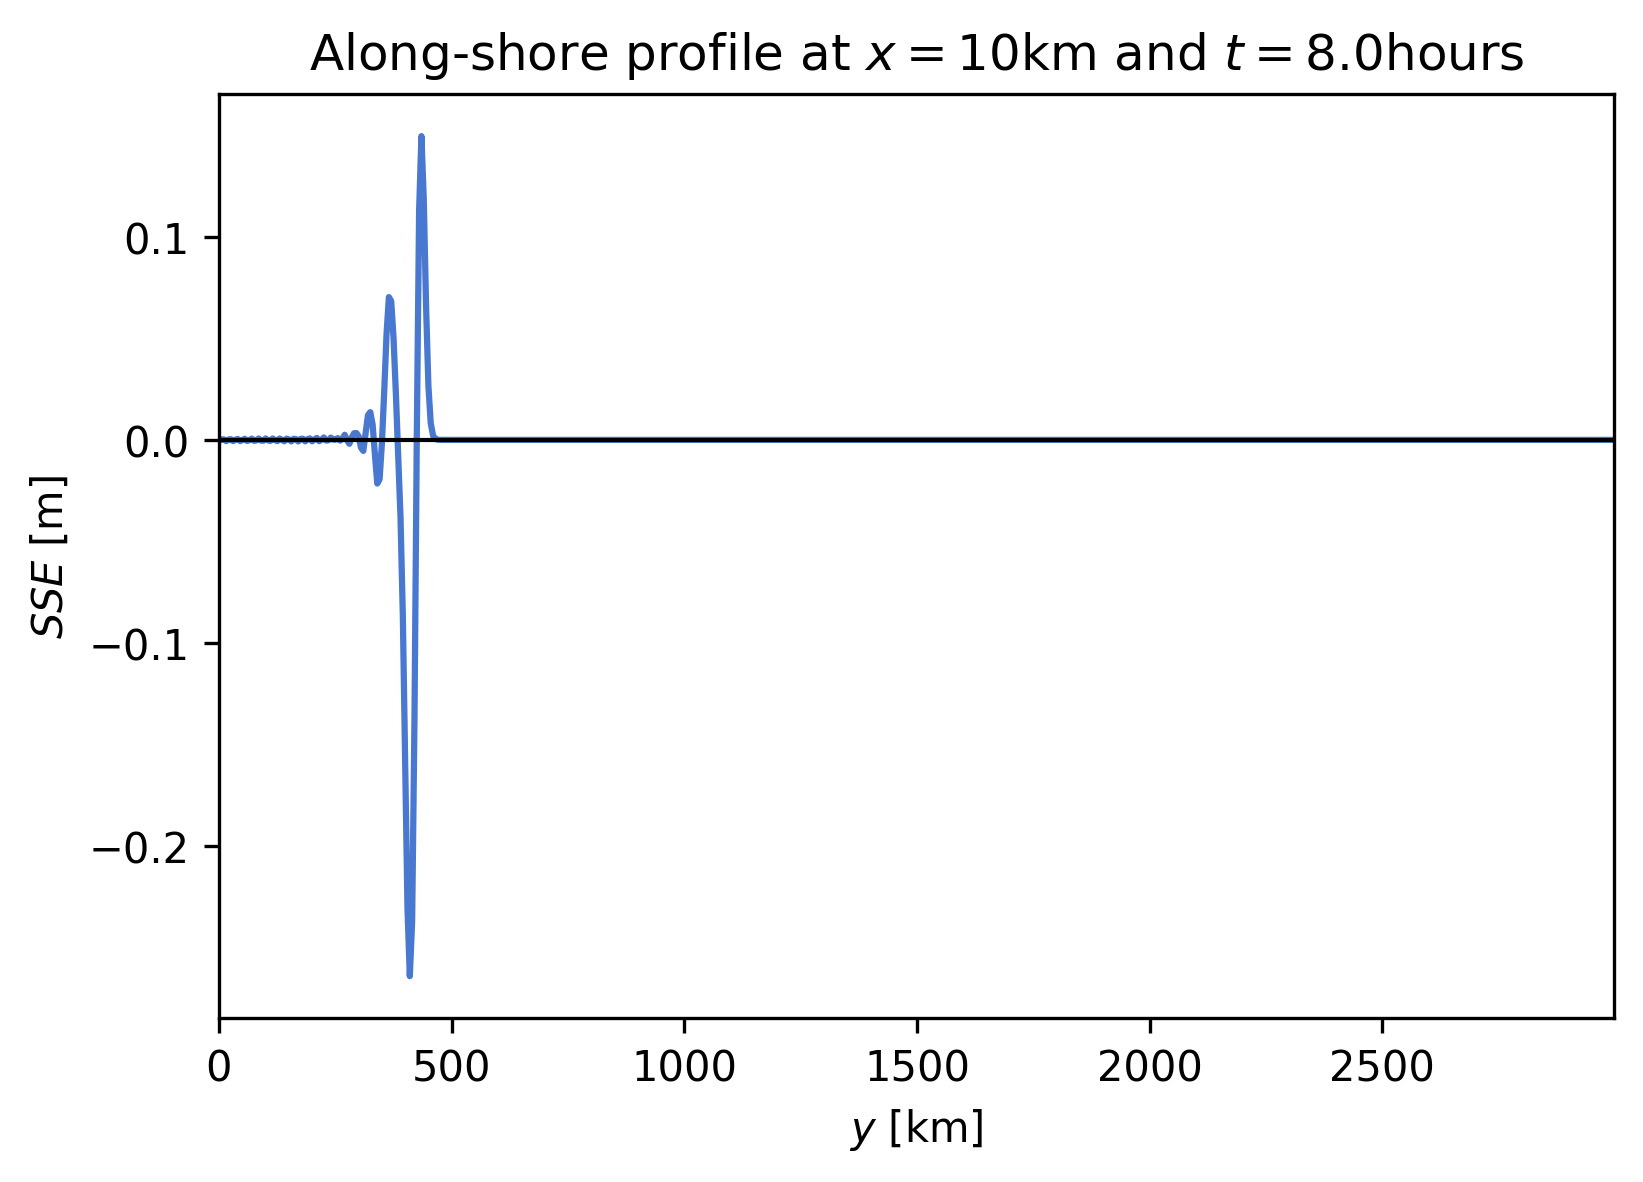 Along-shore profile at x = 10km and t = 8.0hours
0.1
0.0
−0.1
−0.2
SSE [m]
0 500 1000 1500 2000 2500
y [km]